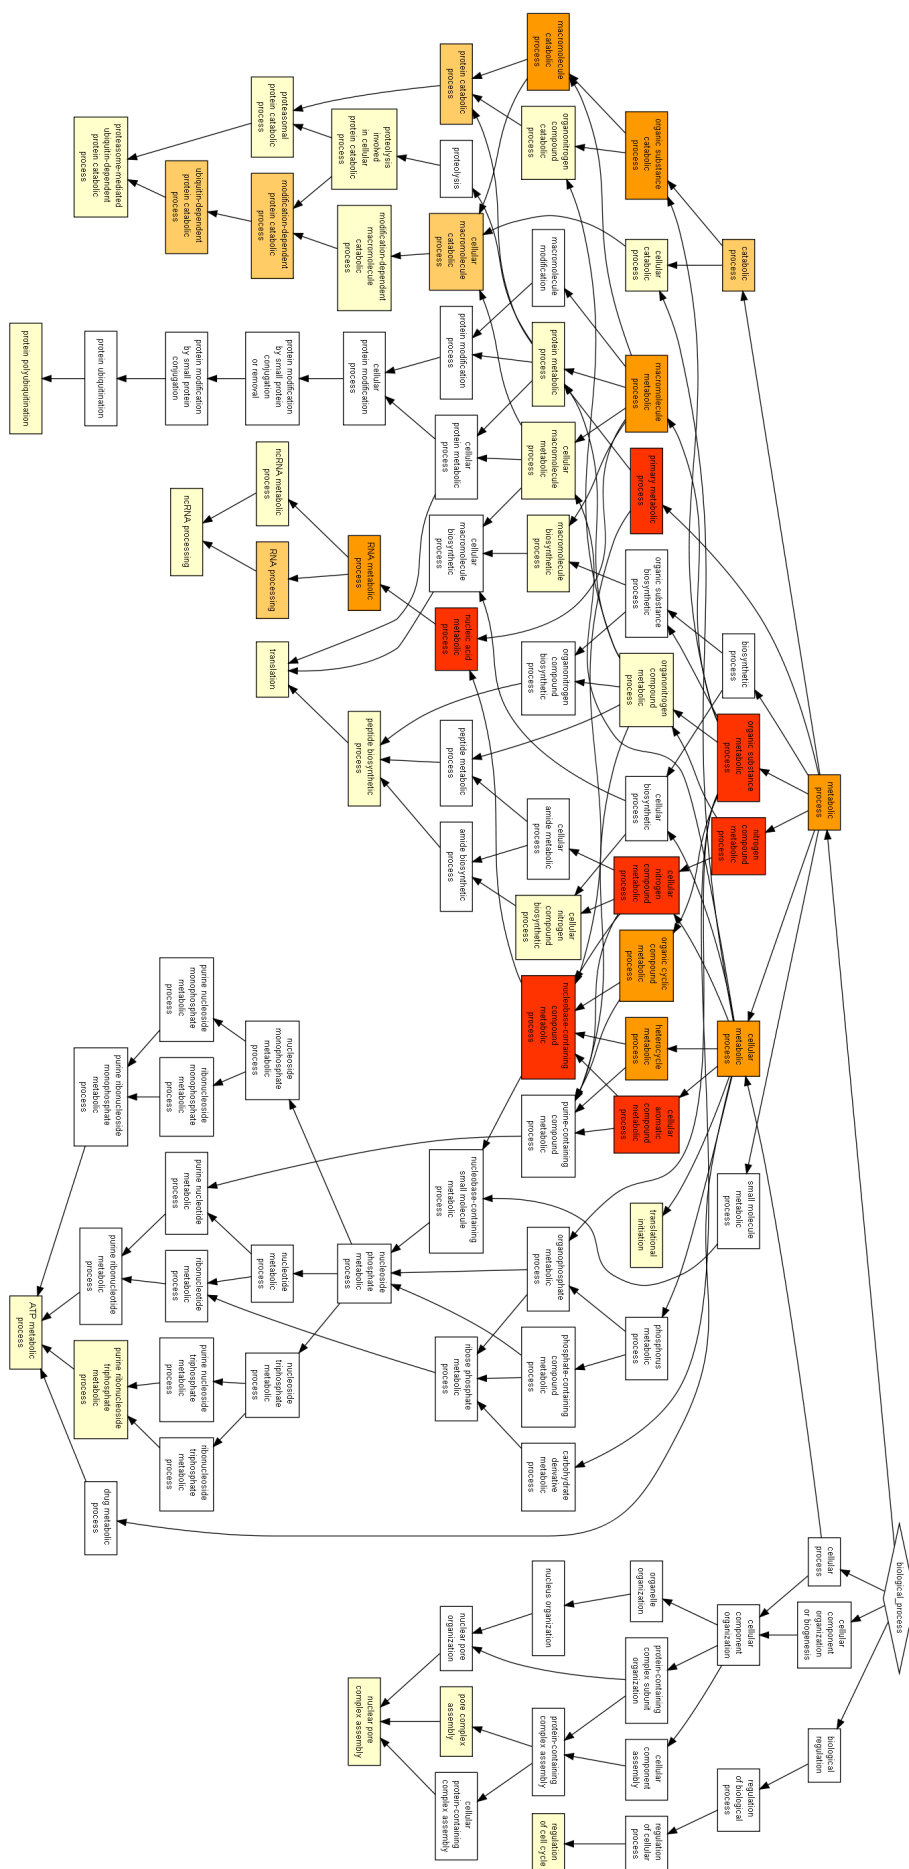 biological_process
metabolic
process
cellular
process
cellular
component
organization
or biogenesis
biological
regulation
catabolic
process
biosynthetic
process
organic substance
metabolic
process
nitrogen
compound
metabolic
process
cellular
metabolic
process
small molecule
metabolic
process
cellular
component
organization
regulation
of biological
process
organic substance
catabolic
process
cellular
catabolic
process
macromolecule
metabolic
process
primary metabolic
process
organic substance
biosynthetic
process
organonitrogen
compound
metabolic
process
cellular
biosynthetic
process
cellular
nitrogen
compound
metabolic
process
organic cyclic
compound
metabolic
process
heterocycle
metabolic
process
cellular
aromatic
compound
metabolic
process
translational
initiation
phosphorus
metabolic
process
organelle
organization
protein-containing
complex subunit
organization
cellular
component
assembly
regulation
of cellular
process
macromolecule
catabolic
process
organonitrogen
compound
catabolic
process
macromolecule
modification
protein metabolic
process
cellular
macromolecule
metabolic
process
macromolecule
biosynthetic
process
organonitrogen
compound
biosynthetic
process
cellular
amide metabolic
process
cellular
nitrogen
compound
biosynthetic
process
nucleobase-containing
compound
metabolic
process
purine-containing
compound
metabolic
process
organophosphate
metabolic
process
phosphate-containing
compound
metabolic
process
carbohydrate
derivative
metabolic
process
nucleus organization
protein-containing
complex assembly
regulation
of cell cycle
protein catabolic
process
proteolysis
cellular
macromolecule
catabolic
process
protein modification
process
cellular
protein metabolic
process
cellular
macromolecule
biosynthetic
process
nucleic acid
metabolic
process
peptide metabolic
process
amide biosynthetic
process
nucleobase-containing
small molecule
metabolic
process
ribose phosphate
metabolic
process
nuclear pore
organization
pore complex
assembly
cellular
protein-containing
complex assembly
proteolysis
involved
in cellular
protein catabolic
process
modification-dependent
macromolecule
catabolic
process
cellular
protein modification
process
RNA metabolic
process
peptide biosynthetic
process
nucleoside
phosphate
metabolic
process
nuclear pore
complex assembly
proteasomal
protein catabolic
process
modification-dependent
protein catabolic
process
protein modification
by small protein
conjugation
or removal
ncRNA metabolic
process
RNA processing
translation
nucleoside
monophosphate
metabolic
process
nucleotide
metabolic
process
nucleoside
triphosphate
metabolic
process
ubiquitin-dependent
protein catabolic
process
protein modification
by small protein
conjugation
ncRNA processing
purine nucleoside
monophosphate
metabolic
process
ribonucleoside
monophosphate
metabolic
process
purine nucleotide
metabolic
process
ribonucleotide
metabolic
process
purine nucleoside
triphosphate
metabolic
process
ribonucleoside
triphosphate
metabolic
process
proteasome-mediated
ubiquitin-dependent
protein catabolic
process
protein ubiquitination
purine ribonucleoside
monophosphate
metabolic
process
purine ribonucleotide
metabolic
process
purine ribonucleoside
triphosphate
metabolic
process
drug metabolic
process
protein polyubiquitination
ATP metabolic
process